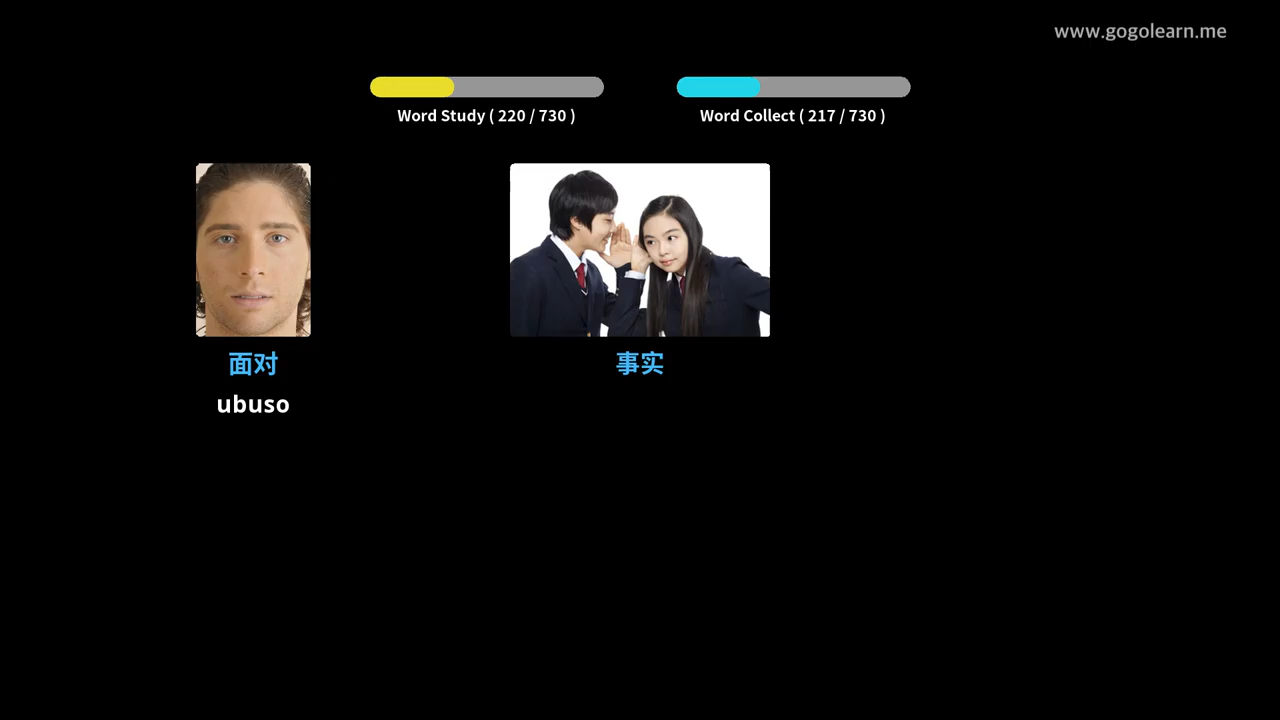 www.gogolearn.me
Word Study ( 220 / 730 )
Word Collect ( 217 / 730 )
面对
事实
ubuso